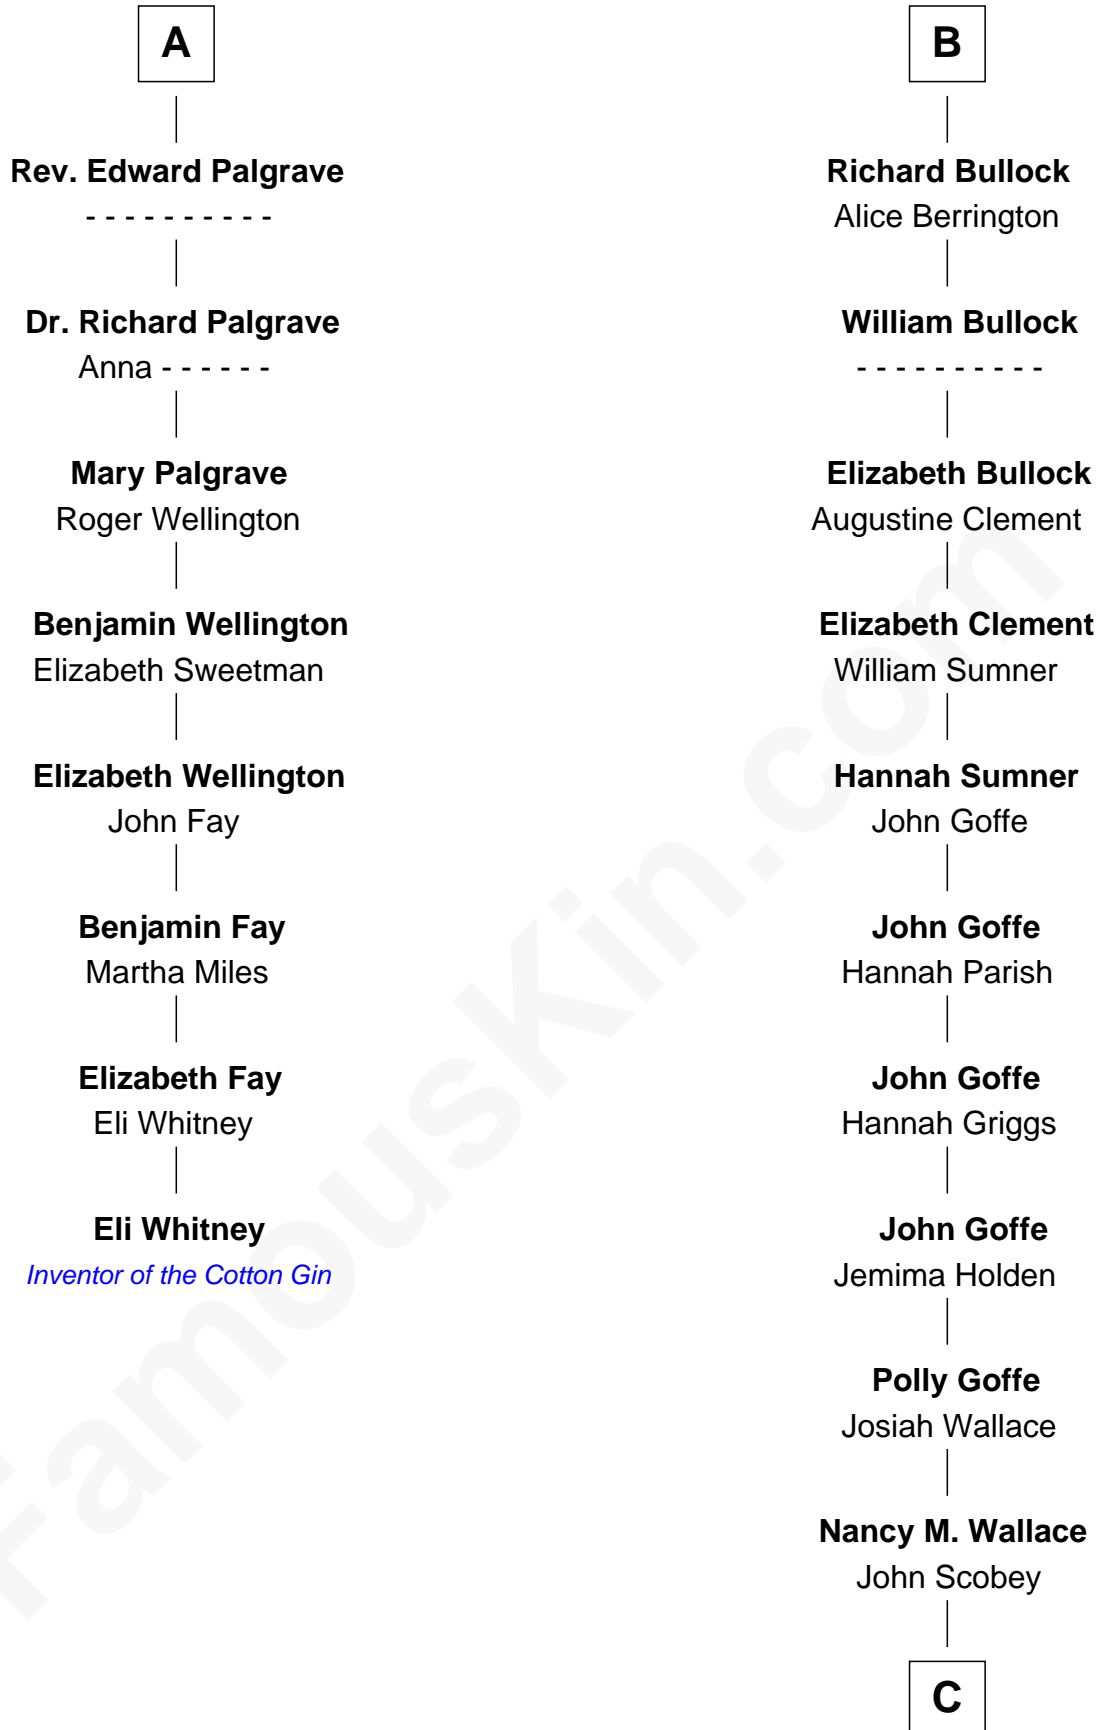 A
Rev. Edward Palgrave
- - - - - - - - - -
Dr. Richard Palgrave
Anna - - - - - -
Mary Palgrave
Roger Wellington
Benjamin Wellington
Elizabeth Sweetman
Elizabeth Wellington
John Fay
Benjamin Fay
Martha Miles
Elizabeth Fay
Eli Whitney
Eli Whitney
Inventor of the Cotton Gin
B
Richard Bullock
Alice Berrington
William Bullock
- - - - - - - - - -
Elizabeth Bullock
Augustine Clement
Elizabeth Clement
William Sumner
Hannah Sumner
John Goffe
John Goffe
Hannah Parish
John Goffe
Hannah Griggs
John Goffe
Jemima Holden
Polly Goffe
Josiah Wallace
Nancy M. Wallace
John Scobey
C
FamousKin.com